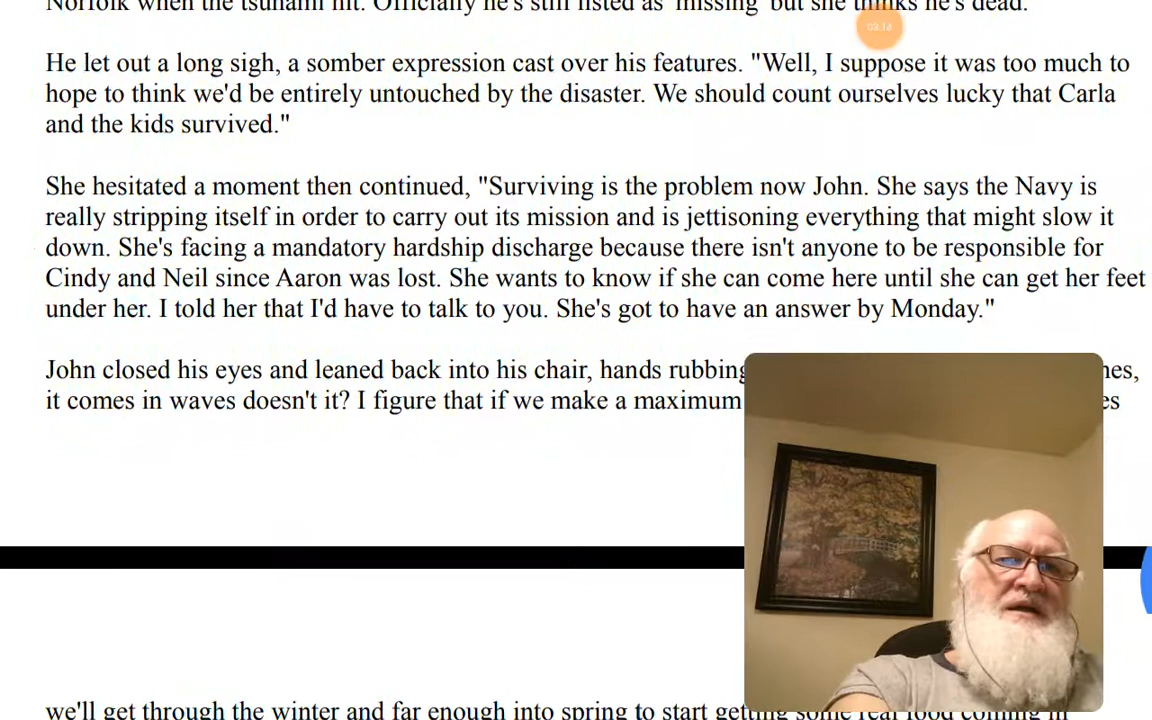 Norfolk when the tsunami hit. Officially he's still listed as 'missing' but she thinks he's dead.
03:16
He let out a long sigh, a somber expression cast over his features. "Well, I suppose it was too much to
hope to think we'd be entirely untouched by the disaster. We should count ourselves lucky that Carla
and the kids survived."
She hesitated a moment then continued, "Surviving is the problem now John. She says the Navy is
really stripping itself in order to carry out its mission and is jettisoning everything that might slow it
down. She's facing a mandatory hardship discharge because there isn't anyone to be responsible for
Cindy and Neil since Aaron was lost. She wants to know if she can come here until she can get her feet
under her. I told her that I'd have to talk to you. She's got to have an answer by Monday."
John closed his eyes and leaned back into his chair, hands rubbing hes,
it comes in waves doesn't it? I figure that if we make a maximum es
we'll get through the winter and far enough into spring to start getting some real food coming in